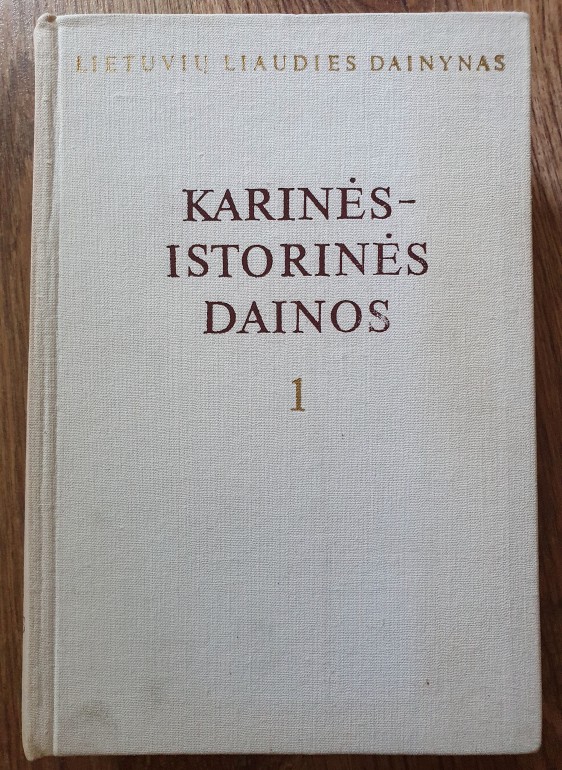 LIETUVIŲ LIAUDIES DAINYNAS
KARINĖS-
ISTORINĖS
DAINOS
1